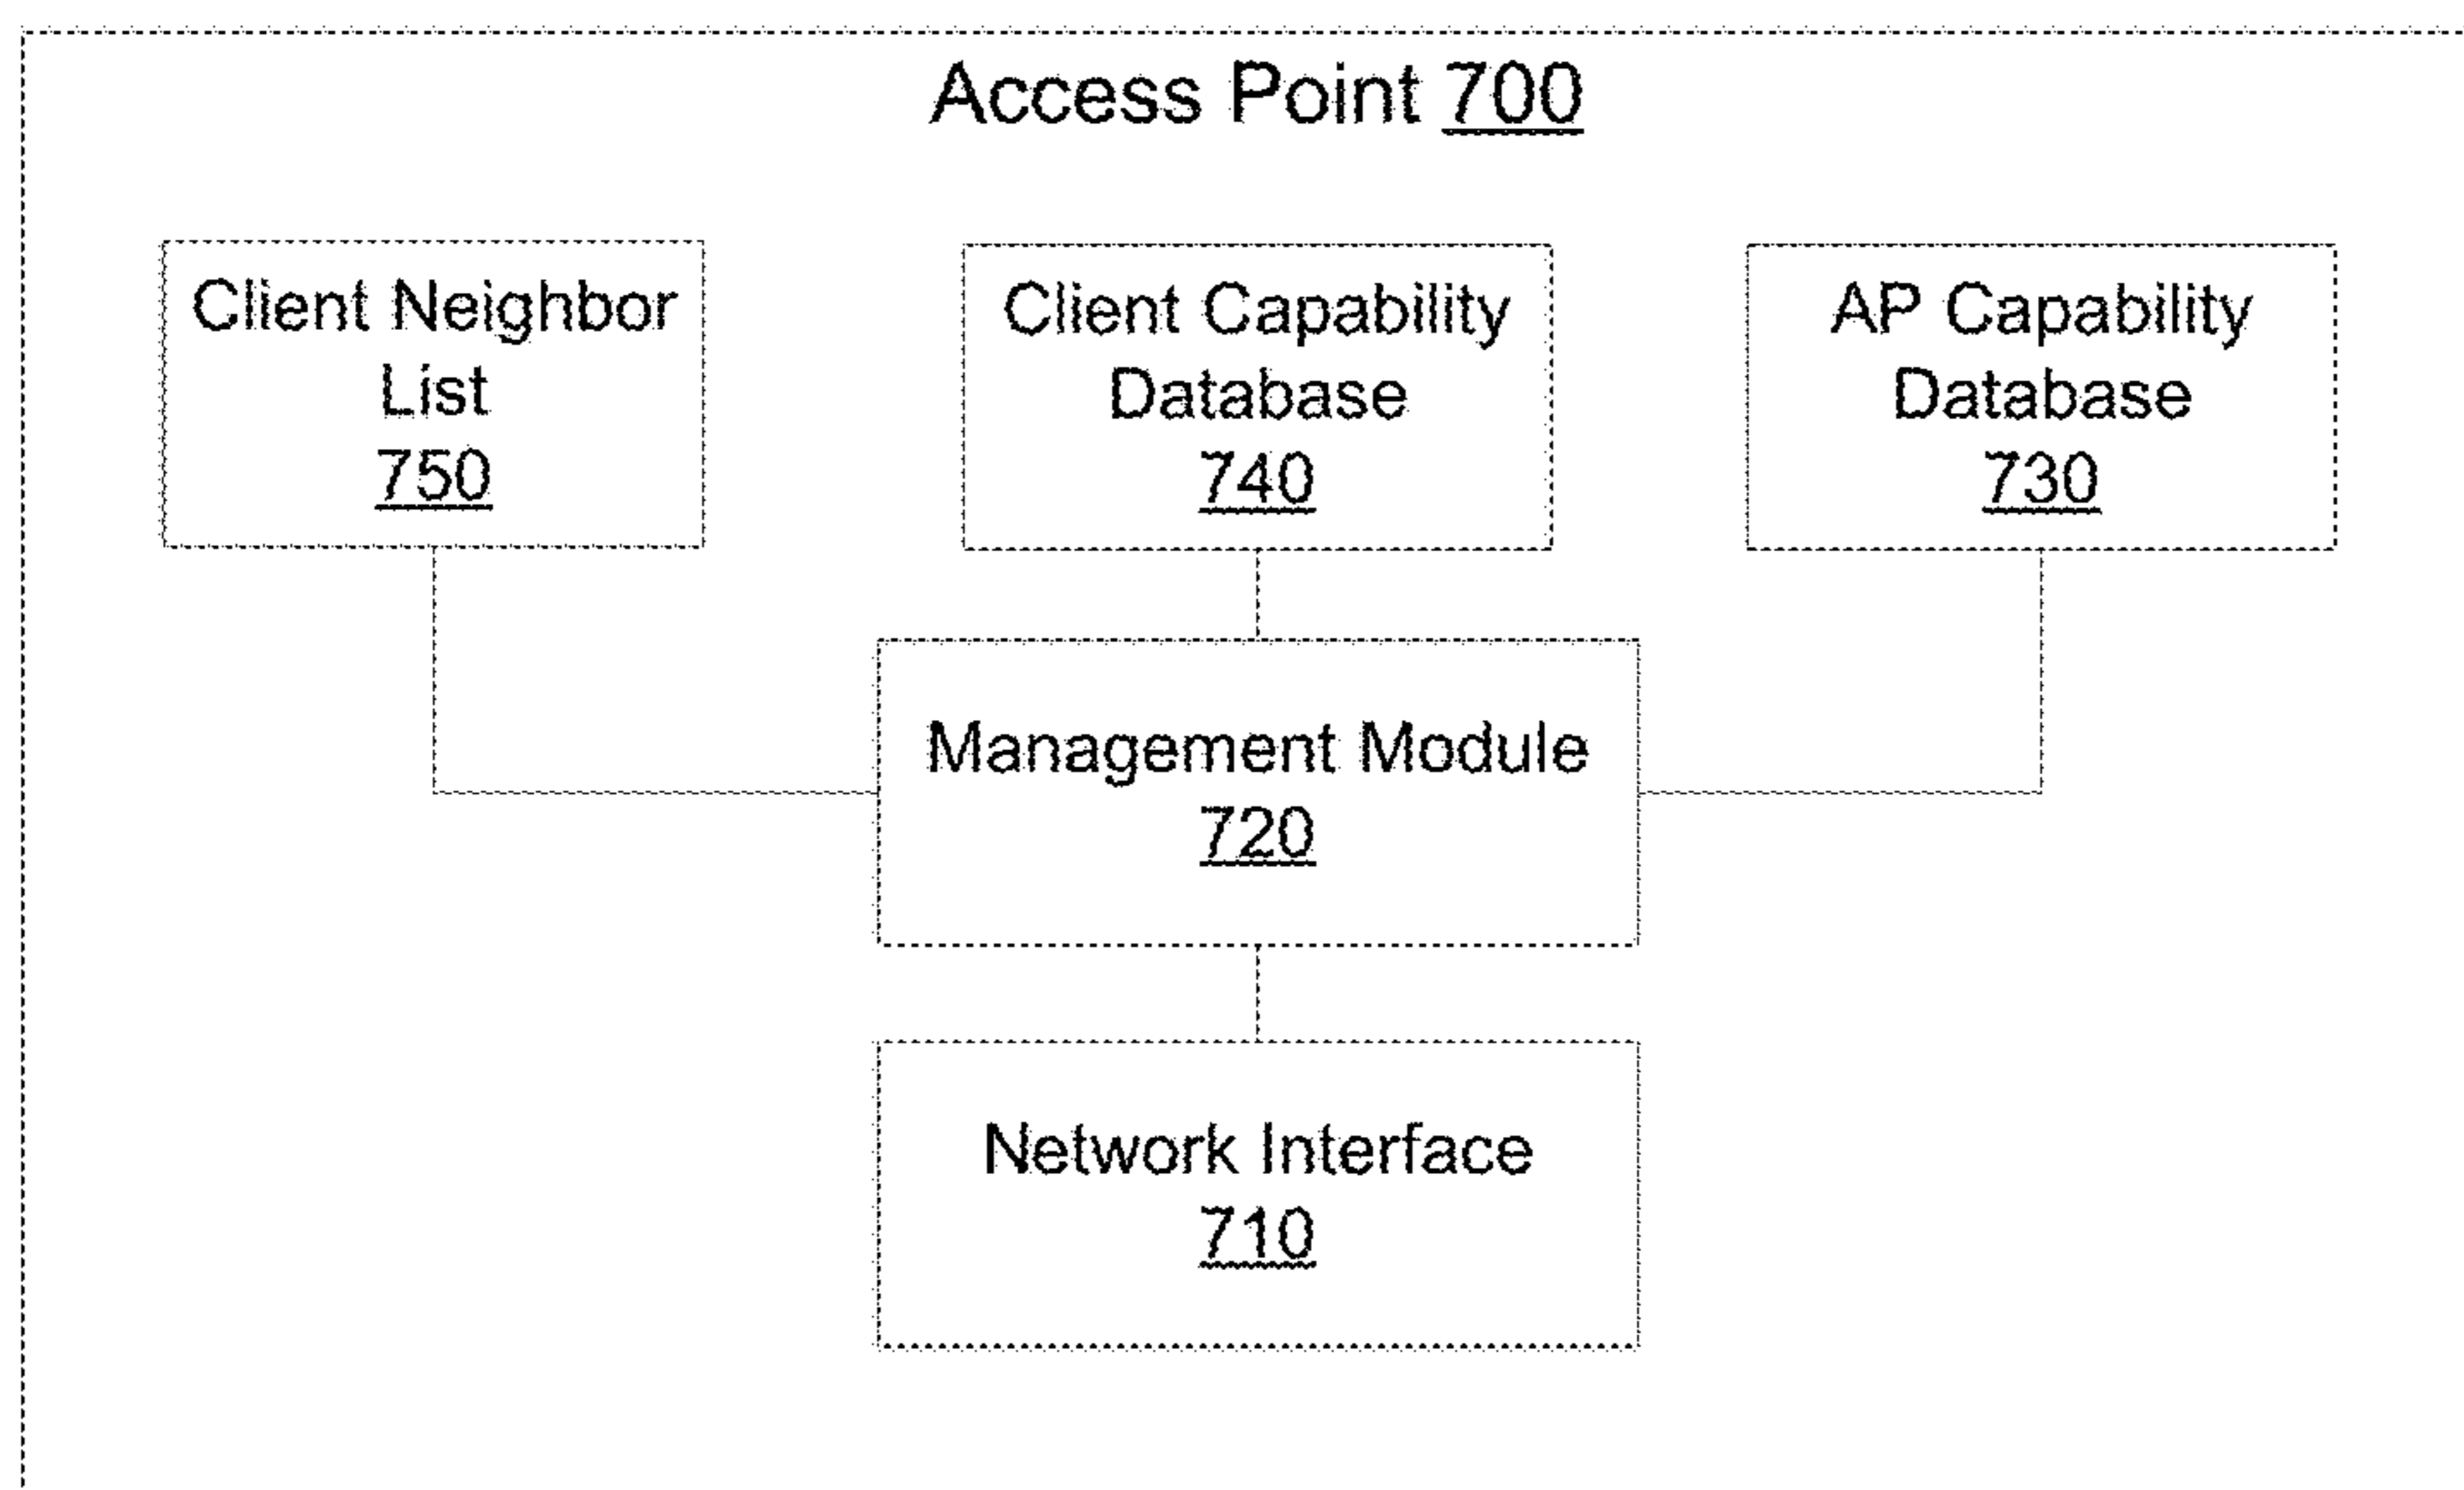 Access Point 700
Client Neighbor
List
750
Client Capability
Database
740
AP Capability
Database
730
Management Module
720
Network Interface
710